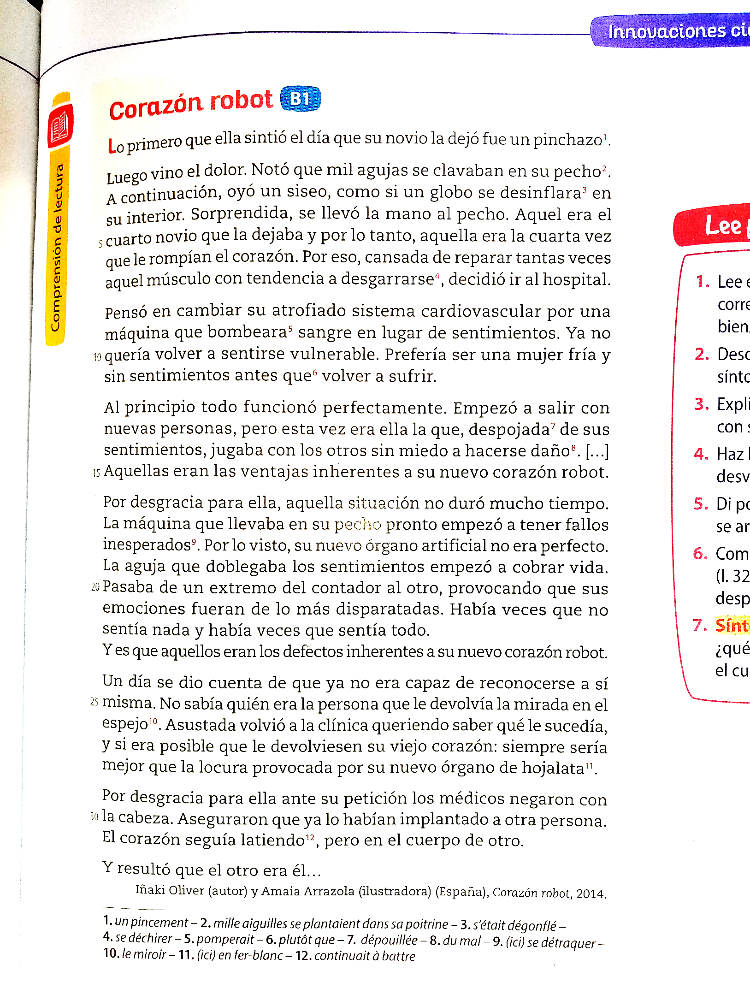 Innovaciones
Comprensión de lectura
Corazón robot B1
Lo primero que ella sintió el día que su novio la dejó fue un pinchazo¹.
Luego vino el dolor. Notó que mil agujas se clavaban en su pecho².
A continuación, oyó un siseo, como si un globo se desinflara³ en
su interior. Sorprendida, se llevó la mano al pecho. Aquel era el
5 cuarto novio que la dejaba y por lo tanto, aquella era la cuarta vez
que le rompían el corazón. Por eso, cansada de reparar tantas veces
aquel músculo con tendencia a desgarrarse⁴, decidió ir al hospital.
Pensó en cambiar su atrofiado sistema cardiovascular por una
máquina que bombeara⁵ sangre en lugar de sentimientos. Ya no
10 quería volver a sentirse vulnerable. Prefería ser una mujer fría y
sin sentimientos antes que⁶ volver a sufrir.
Al principio todo funcionó perfectamente. Empezó a salir con
nuevas personas, pero esta vez era ella la que, despojada⁷ de sus
sentimientos, jugaba con los otros sin miedo a hacerse daño⁸. [...]
15 Aquellas eran las ventajas inherentes a su nuevo corazón robot.
Por desgracia para ella, aquella situación no duró mucho tiempo.
La máquina que llevaba en su pecho pronto empezó a tener fallos
inesperados⁹. Por lo visto, su nuevo órgano artificial no era perfecto.
La aguja que doblegaba los sentimientos empezó a cobrar vida.
20 Pasaba de un extremo del contador al otro, provocando que sus
emociones fueran de lo más disparatadas. Había veces que no
sentía nada y había veces que sentía todo.
Y es que aquellos eran los defectos inherentes a su nuevo corazón robot.
Un día se dio cuenta de que ya no era capaz de reconocerse a sí
25 misma. No sabía quién era la persona que le devolvía la mirada en el
espejo¹⁰. Asustada volvió a la clínica queriendo saber qué le sucedía,
y si era posible que le devolviesen su viejo corazón: siempre sería
mejor que la locura provocada por su nuevo órgano de hojalata¹¹.
Por desgracia para ella ante su petición los médicos negaron con
30 la cabeza. Aseguraron que ya lo habían implantado a otra persona.
El corazón seguía latiendo¹², pero en el cuerpo de otro.
Y resultó que el otro era él...
Iñaki Oliver (autor) y Amaia Arrazola (ilustradora) (España), Corazón robot, 2014.
1. un pincement – 2. mille aiguilles se plantaient dans sa poitrine – 3. s'était dégonflé –
4. se déchirer – 5. pomperait – 6. plutôt que – 7. dépouillée – 8. du mal – 9. (ici) se détraquer –
10. le miroir – 11. (ici) en fer-blanc – 12. continuait à battre
Lee
1. Lee
corre
bien,
2. Desc
sínto
3. Expli
con
4. Haz
desv
5. Di
se ar
6. Com
(l. 32
desp
7. Sínt
¿qué
el cu